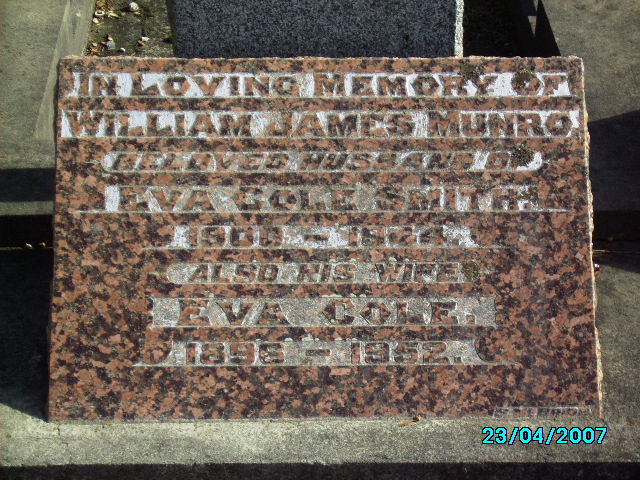 IN LOVING MEMORY OF
WILLIAM JAMES MUNRO
BELOVED HUSBAND OF
EVA COLE SMITH.
ALSO HIS WIFE
EVA COLE.
1898 – 1952.
23/04/2007